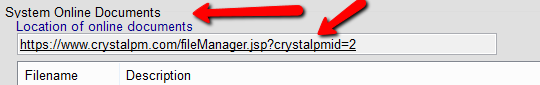 System Online Documents
Location of online documents
https://www.crystalpm.com/fileManager.jsp?crystalpmid=2
Filename Description